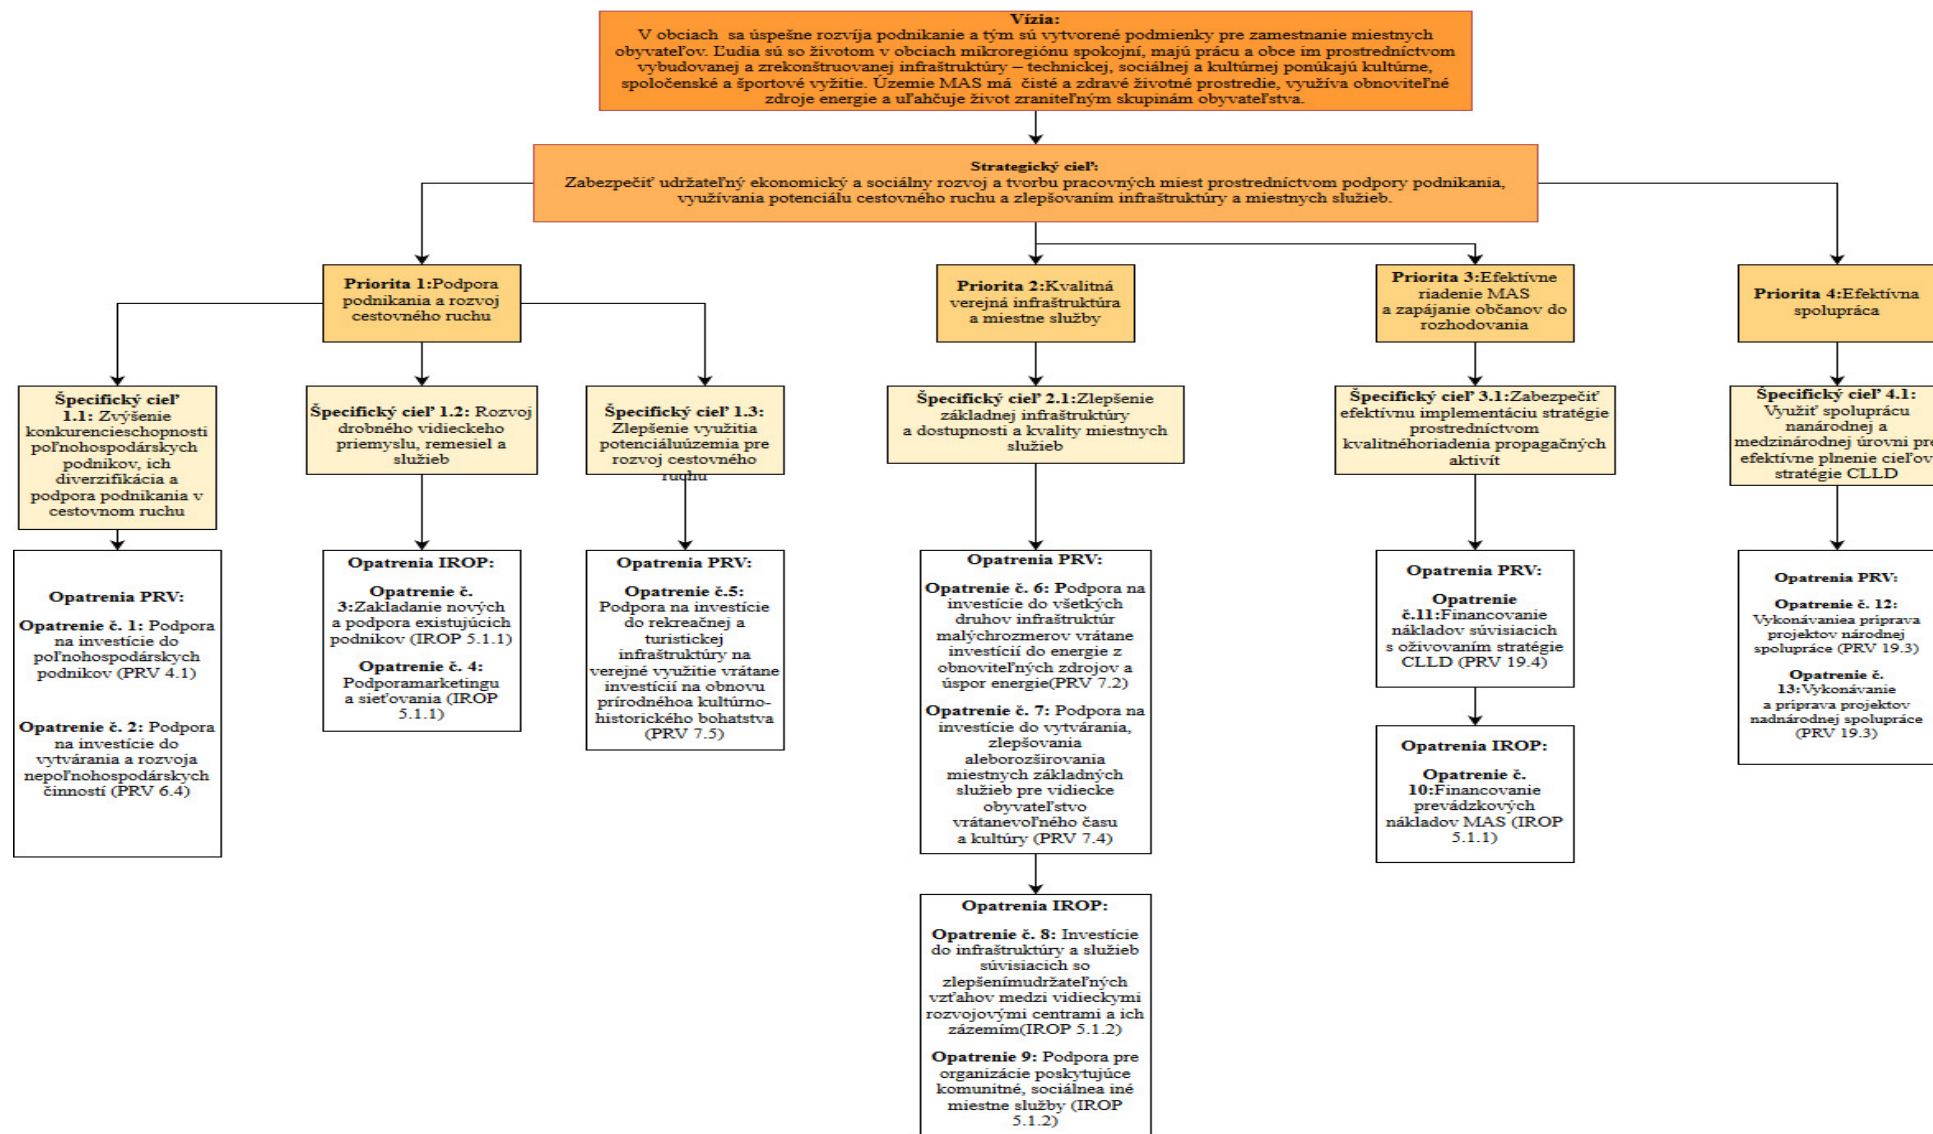 Vízia:
V obciach sa úspešne rozvíja podnikanie a tým sú vytvorené podmienky pre zamestnanie miestnych
obyvateľov. Ľudia sú so životom v obciach mikroregiónu spokojní, majú prácu a obce im prostredníctvom
vybudovanej a zrekonštruovanej infraštruktúry – technickej, sociálnej a kultúrnej ponúkajú kultúrne,
spoločenské a športové vyžitie. Územie MAS má čisté a zdravé životné prostredie, využíva obnoviteľné
zdroje energie a uľahčuje život zraniteľným skupinám obyvateľstva.
Strategický cieľ:
Zabezpečiť udržateľný ekonomický a sociálny rozvoj a tvorbu pracovných miest prostredníctvom podpory podnikania,
využívania potenciálu cestovného ruchu a zlepšovaním infraštruktúry a miestnych služieb.
Priorita 1:Podpora
podnikania a rozvoj
cestovného ruchu
Priorita 2:Kvalitná
verejná infraštruktúra
a miestne služby
Priorita 3:Efektívne
riadenie MAS
a zapájanie občanov do
rozhodovania
Priorita 4:Efektívna
spolupráca
Špecifický cieľ
1.1: Zvýšenie
konkurencieschopnosti
poľnohospodárskych
podnikov, ich
diverzifikácia a
podpora podnikania v
cestovnom ruchu
Špecifický cieľ 1.2: Rozvoj
drobného vidieckeho
priemyslu, remesiel a
služieb
Špecifický cieľ 1.3:
Zlepšenie využitia
potenciáluúzemia pre
rozvoj cestovného
ruchu
Špecifický cieľ 2.1:Zlepšenie
základnej infraštruktúry
a dostupnosti a kvality miestnych
služieb
Špecifický cieľ 3.1:Zabezpečiť
efektívnu implementáciu stratégie
prostredníctvom
kvalitnéhoriadenia propagačných
aktivít
Špecifický cieľ 4.1:
Využiť spoluprácu
nanárodnej a
medzinárodnej úrovni pre
efektívne plnenie cieľov
stratégie CLLD
Opatrenia PRV:
Opatrenie č. 1: Podpora
na investície do
poľnohospodárskych
podnikov (PRV 4.1)
Opatrenie č. 2: Podpora
na investície do
vytvárania a rozvoja
nepoľnohospodárskych
činností (PRV 6.4)
Opatrenia IROP:
Opatrenie č.
3:Zakladanie nových
a podpora existujúcich
podnikov (IROP 5.1.1)
Opatrenie č. 4:
Podporamarketingu
a sieťovania (IROP
5.1.1)
Opatrenia PRV:
Opatrenie č.5:
Podpora na investície
do rekreačnej a
turistickej
infraštruktúry na
verejné využitie vrátane
investícií na obnovu
prírodnéhoa kultúrno-
historického bohatstva
(PRV 7.5)
Opatrenia PRV:
Opatrenie č. 6: Podpora na
investície do všetkých
druhov infraštruktúr
malýchrozmerov vrátane
investícií do energie z
obnoviteľných zdrojov a
úspor energie(PRV 7.2)
Opatrenie č. 7: Podpora na
investície do vytvárania,
zlepšovania
aleborozširovania
miestnych základných
služieb pre vidiecke
obyvateľstvo
vrátanevoľného času
a kultúry (PRV 7.4)
Opatrenia IROP:
Opatrenie č. 8: Investície
do infraštruktúry a služieb
súvisiacich so
zlepšenímudržateľných
vzťahov medzi vidieckymi
rozvojovými centrami a ich
zázemím(IROP 5.1.2)
Opatrenie 9: Podpora pre
organizácie poskytujúce
komunitné, sociálnea iné
miestne služby (IROP
5.1.2)
Opatrenia PRV:
Opatrenie
č.11:Financovanie
nákladov súvisiacich
s oživovaním stratégie
CLLD (PRV 19.4)
Opatrenia IROP:
Opatrenie č.
10:Financovanie
prevádzkových
nákladov MAS (IROP
5.1.1)
Opatrenia PRV:
Opatrenie č. 12:
Vykonávaniea príprava
projektov národnej
spolupráce (PRV 19.3)
Opatrenie č.
13:Vykonávanie
a príprava projektov
nadnárodnej spolupráce
(PRV 19.3)